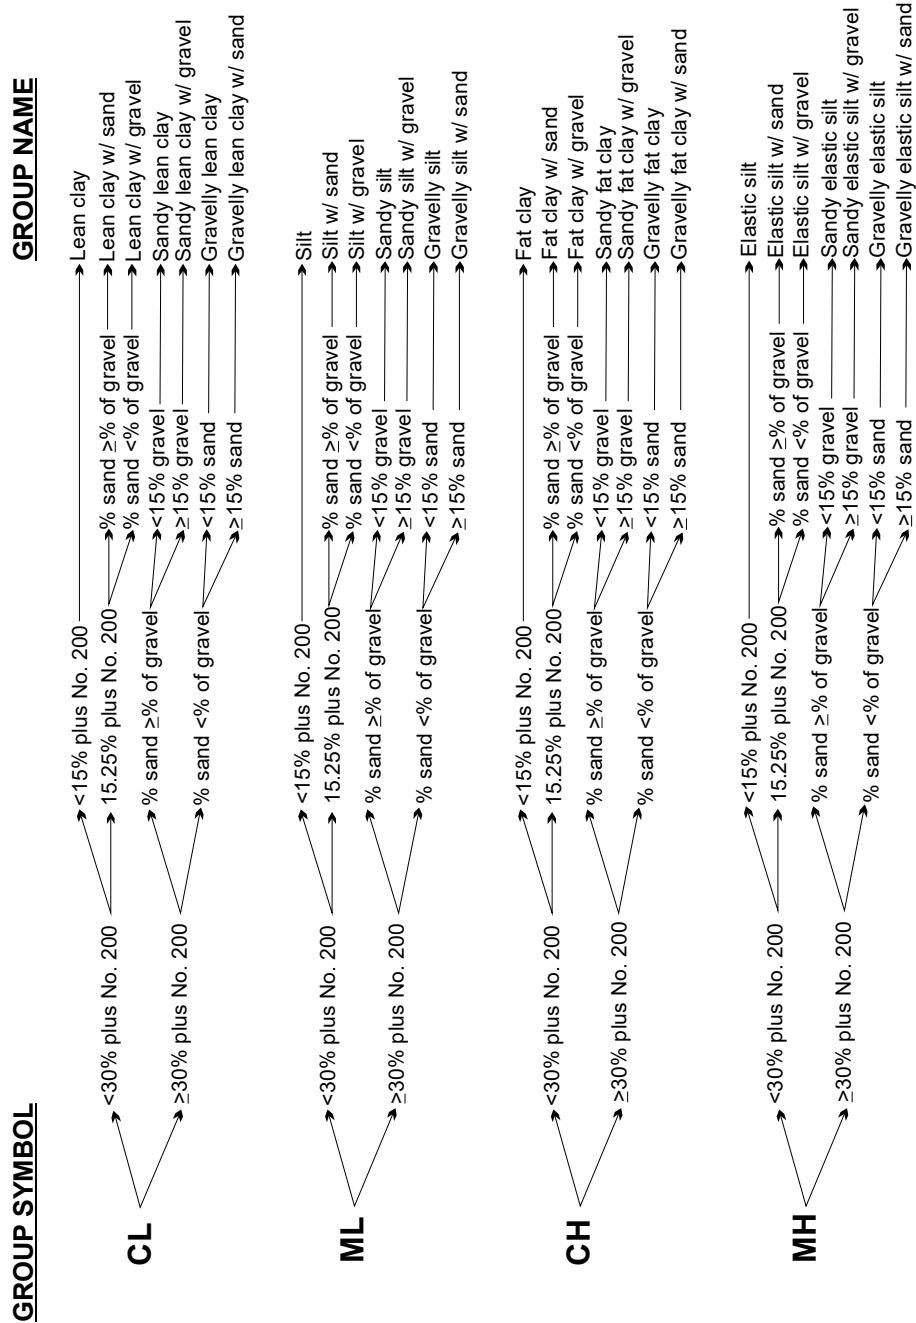 GROUP SYMBOL
GROUP NAME
CL
<30% plus No. 200
≥30% plus No. 200
<15% plus No. 200
15.25% plus No. 200
% sand ≥% of gravel
% sand <% of gravel
% sand ≥% of gravel
% sand <% of gravel
<15% gravel
≥15% gravel
<15% sand
≥15% sand
Lean clay
Lean clay w/ sand
Lean clay w/ gravel
Sandy lean clay
Sandy lean clay w/ gravel
Gravelly lean clay
Gravelly lean clay w/ sand
ML
<30% plus No. 200
≥30% plus No. 200
<15% plus No. 200
15.25% plus No. 200
% sand ≥% of gravel
% sand <% of gravel
% sand ≥% of gravel
% sand <% of gravel
<15% gravel
≥15% gravel
<15% sand
≥15% sand
Silt
Silt w/ sand
Silt w/ gravel
Sandy silt
Sandy silt w/ gravel
Gravelly silt
Gravelly silt w/ sand
CH
<30% plus No. 200
≥30% plus No. 200
<15% plus No. 200
15.25% plus No. 200
% sand ≥% of gravel
% sand <% of gravel
% sand ≥% of gravel
% sand <% of gravel
<15% gravel
≥15% gravel
<15% sand
≥15% sand
Fat clay
Fat clay w/ sand
Fat clay w/ gravel
Sandy fat clay
Sandy fat clay w/ gravel
Gravelly fat clay
Gravelly fat clay w/ sand
MH
<30% plus No. 200
≥30% plus No. 200
<15% plus No. 200
15.25% plus No. 200
% sand ≥% of gravel
% sand <% of gravel
% sand ≥% of gravel
% sand <% of gravel
<15% gravel
≥15% gravel
<15% sand
≥15% sand
Elastic silt
Elastic silt w/ sand
Elastic silt w/ gravel
Sandy elastic silt
Sandy elastic silt w/ gravel
Gravelly elastic silt
Gravelly elastic silt w/ sand